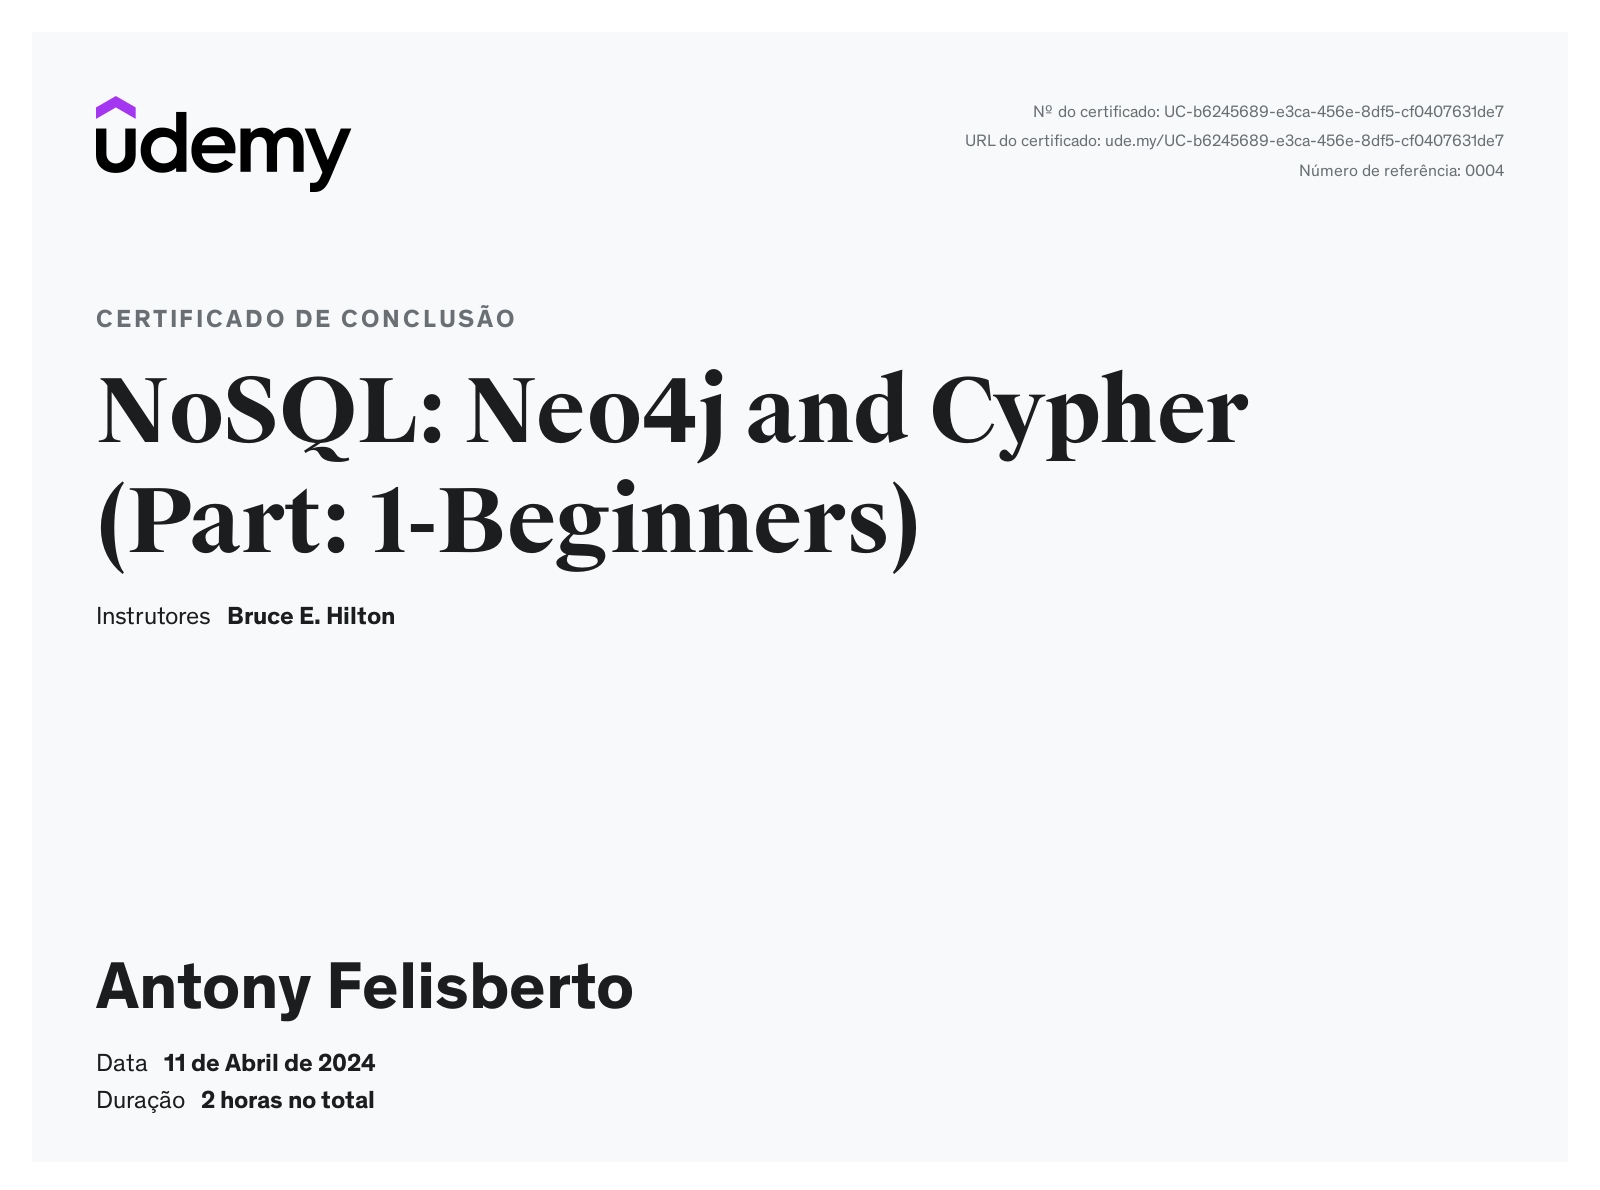 udemy
Nº do certificado: UC-b6245689-e3ca-456e-8df5-cf0407631de7
URL do certificado: ude.my/UC-b6245689-e3ca-456e-8df5-cf0407631de7
Número de referência: 0004
CERTIFICADO DE CONCLUSÃO
NoSQL: Neo4j and Cypher
(Part: 1-Beginners)
Instrutores Bruce E. Hilton
Antony Felisberto
Data 11 de Abril de 2024
Duração 2 horas no total